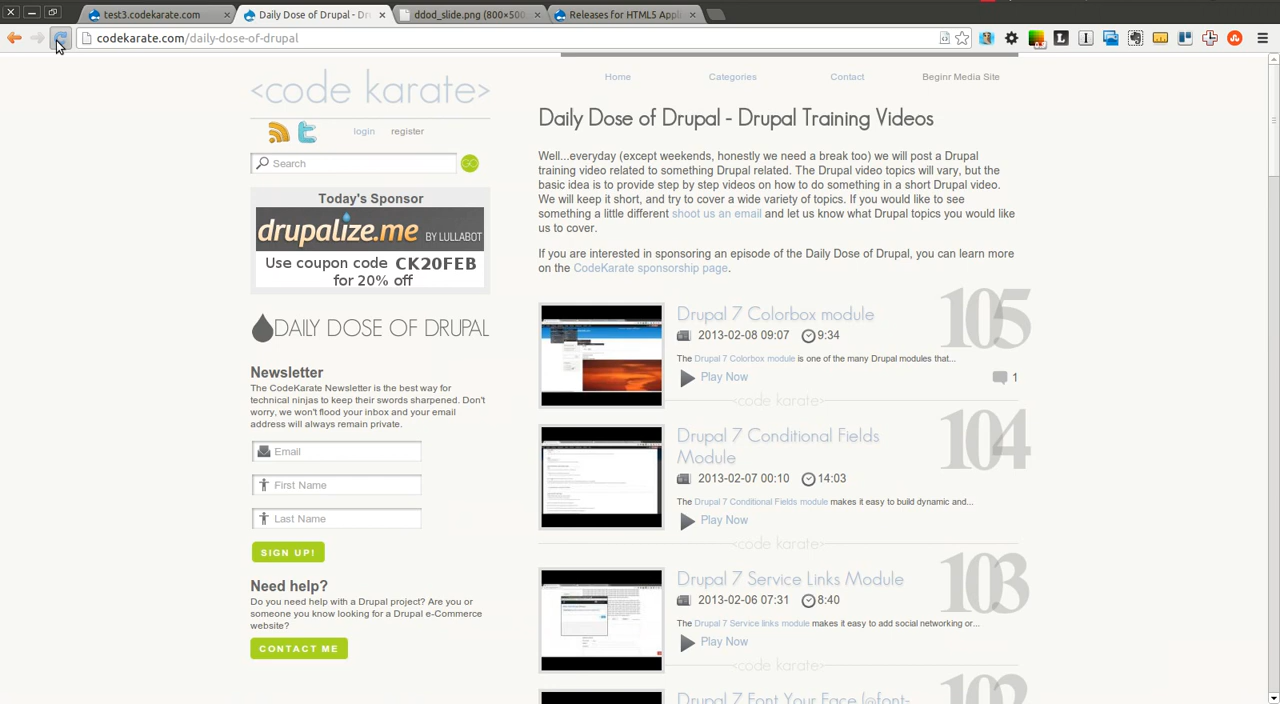 test3.codekarate.com
Daily Dose of Drupal - Dr
ddod_slide.png (800×500
Releases for HTML5 Appl
codekarate.com/daily-dose-of-drupal
Home
Categories
Contact
Beginr Media Site
<code karate>
login
register
Search
GO
Today's Sponsor
drupalize.me BY LULLABOT
Use coupon code CK20FEB
for 20% off
DAILY DOSE OF DRUPAL
Newsletter
The CodeKarate Newsletter is the best way for
technical ninjas to keep their swords sharpened. Don't
worry, we won't flood your inbox and your email
address will always remain private.
Email
First Name
Last Name
SIGN UP!
Need help?
Do you need help with a Drupal project? Are you or
someone you know looking for a Drupal e-Commerce
website?
CONTACT ME
Daily Dose of Drupal - Drupal Training Videos
Well...everyday (except weekends, honestly we need a break too) we will post a Drupal
training video related to something Drupal related. The Drupal video topics will vary, but the
basic idea is to provide step by step videos on how to do something in a short Drupal video.
We will keep it short, and try to cover a wide variety of topics. If you would like to see
something a little different shoot us an email and let us know what Drupal topics you would like
us to cover.
If you are interested in sponsoring an episode of the Daily Dose of Drupal, you can learn more
on the CodeKarate sponsorship page.
Drupal 7 Colorbox module
105
2013-02-08 09:07 9:34
The Drupal 7 Colorbox module is one of the many Drupal modules that...
Play Now
1
<code karate>
Drupal 7 Conditional Fields
Module
104
2013-02-07 00:10 14:03
The Drupal 7 Conditional Fields module makes it easy to build dynamic and...
Play Now
<code karate>
Drupal 7 Service Links Module
103
2013-02-06 07:31 8:40
The Drupal 7 Service links module makes it easy to add social networking or...
Play Now
<code karate>
Drupal 7 Font Your Face (@font-
102